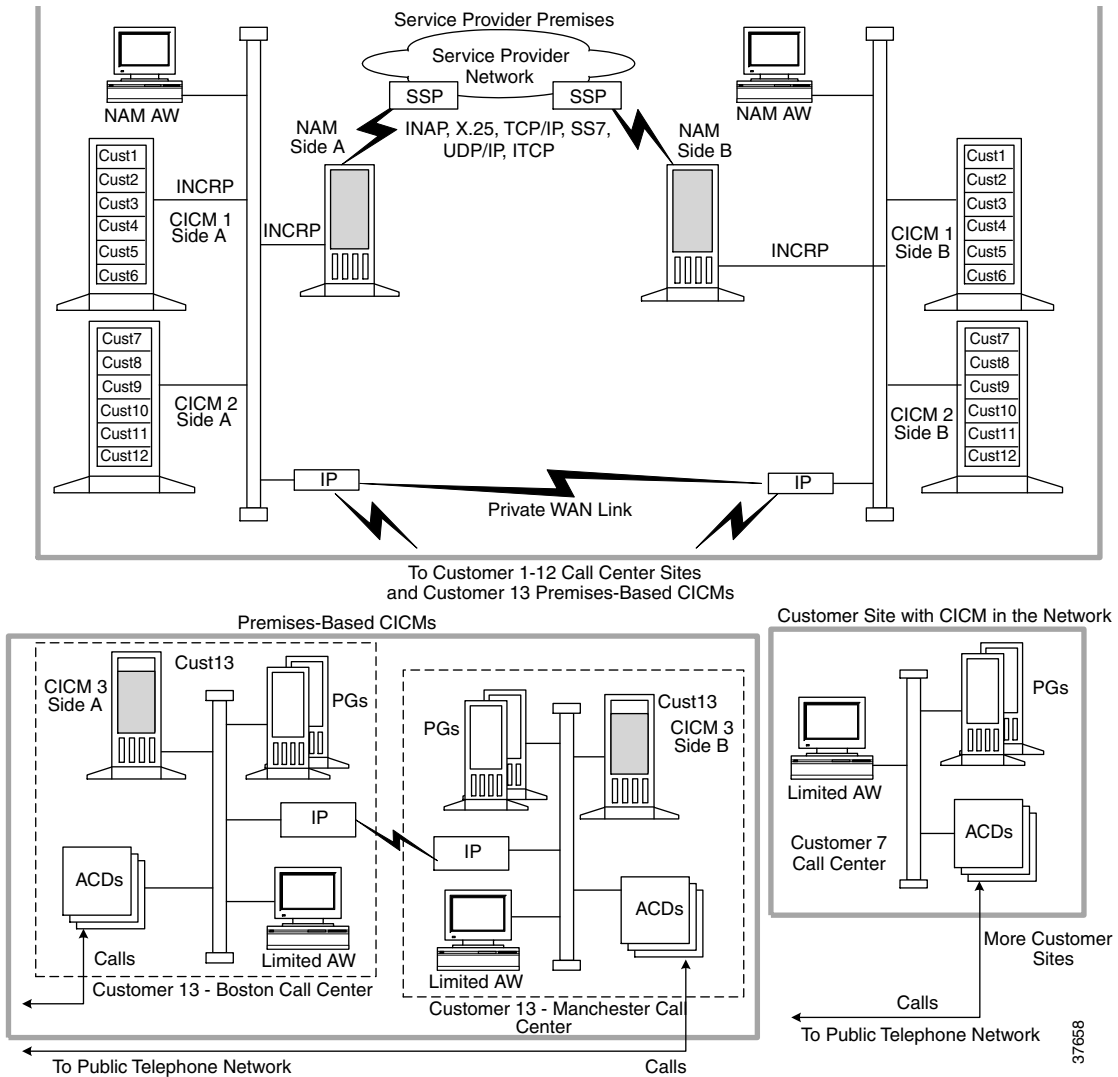 Service Provider Premises
Service Provider
Network
SSP
SSP
NAM AW
NAM AW
NAM
Side A
INAP, X.25, TCP/IP, SS7,
UDP/IP, ITCP
NAM
Side B
Cust1
Cust2
Cust3
Cust4
Cust5
Cust6
INCRP
CICM 1
Side A
INCRP
INCRP
CICM 1
Side B
Cust1
Cust2
Cust3
Cust4
Cust5
Cust6
Cust7
Cust8
Cust9
Cust10
Cust11
Cust12
CICM 2
Side A
CICM 2
Side B
Cust7
Cust8
Cust9
Cust10
Cust11
Cust12
IP
IP
Private WAN Link
To Customer 1-12 Call Center Sites
and Customer 13 Premises-Based CICMs
Premises-Based CICMs
CICM 3
Side A
Cust13
PGs
IP
ACDs
Limited AW
Calls
Customer 13 - Boston Call Center
PGs
Cust13
CICM 3
Side B
IP
Limited AW
ACDs
Customer 13 - Manchester Call
Center
To Public Telephone Network
Calls
Customer Site with CICM in the Network
PGs
Limited AW
Customer 7
Call Center
ACDs
More Customer
Sites
Calls
To Public Telephone Network
37658